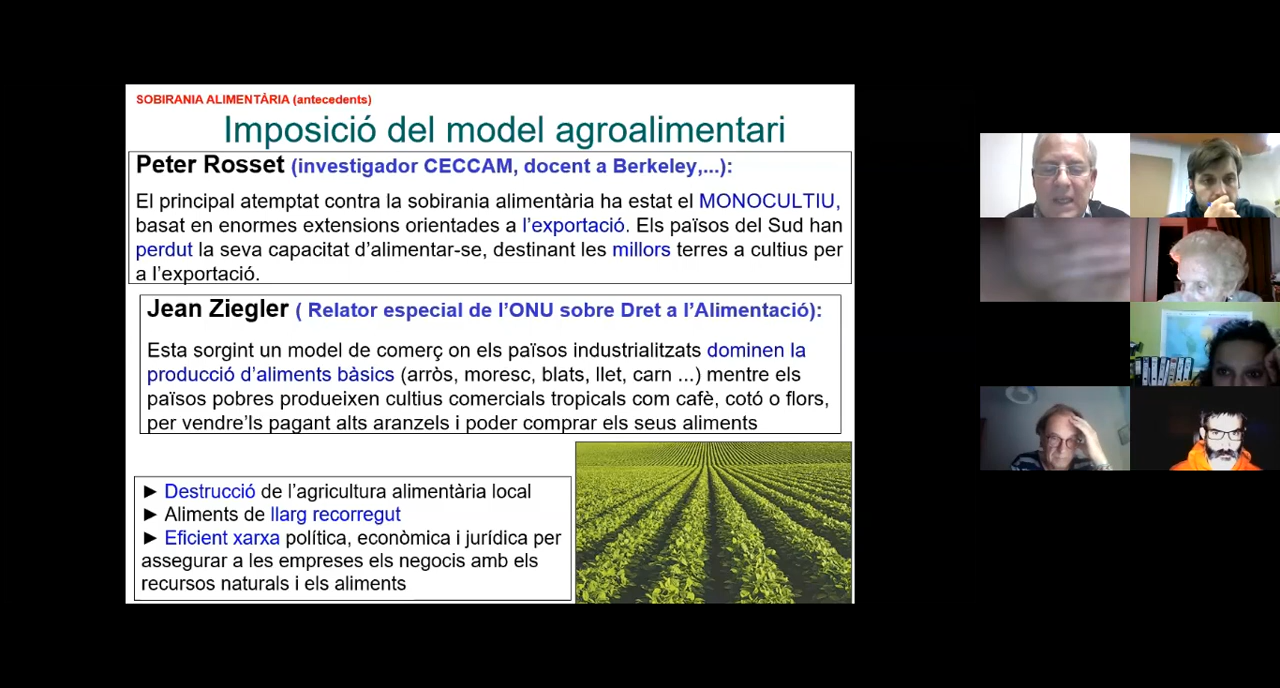 SOBIRANIA ALIMENTÀRIA (antecedents)
Imposició del model agroalimentari
Peter Rosset (investigador CECCAM, docent a Berkeley,...):
El principal atemptat contra la sobirania alimentària ha estat el MONOCULTIU,
basat en enormes extensions orientades a l’exportació. Els països del Sud han
perdut la seva capacitat d’alimentar-se, destinant les millors terres a cultius per
a l’exportació.
Jean Ziegler ( Relator especial de l’ONU sobre Dret a l’Alimentació):
Esta sorgint un model de comerç on els països industrialitzats dominen la
producció d’aliments bàsics (arròs, moresc, blats, llet, carn ...) mentre els
països pobres produeixen cultius comercials tropicals com cafè, cotó o flors,
per vendre’ls pagant alts aranzels i poder comprar els seus aliments
► Destrucció de l’agricultura alimentària local
► Aliments de llarg recorregut
► Eficient xarxa política, econòmica i jurídica per
assegurar a les empreses els negocis amb els
recursos naturals i els aliments